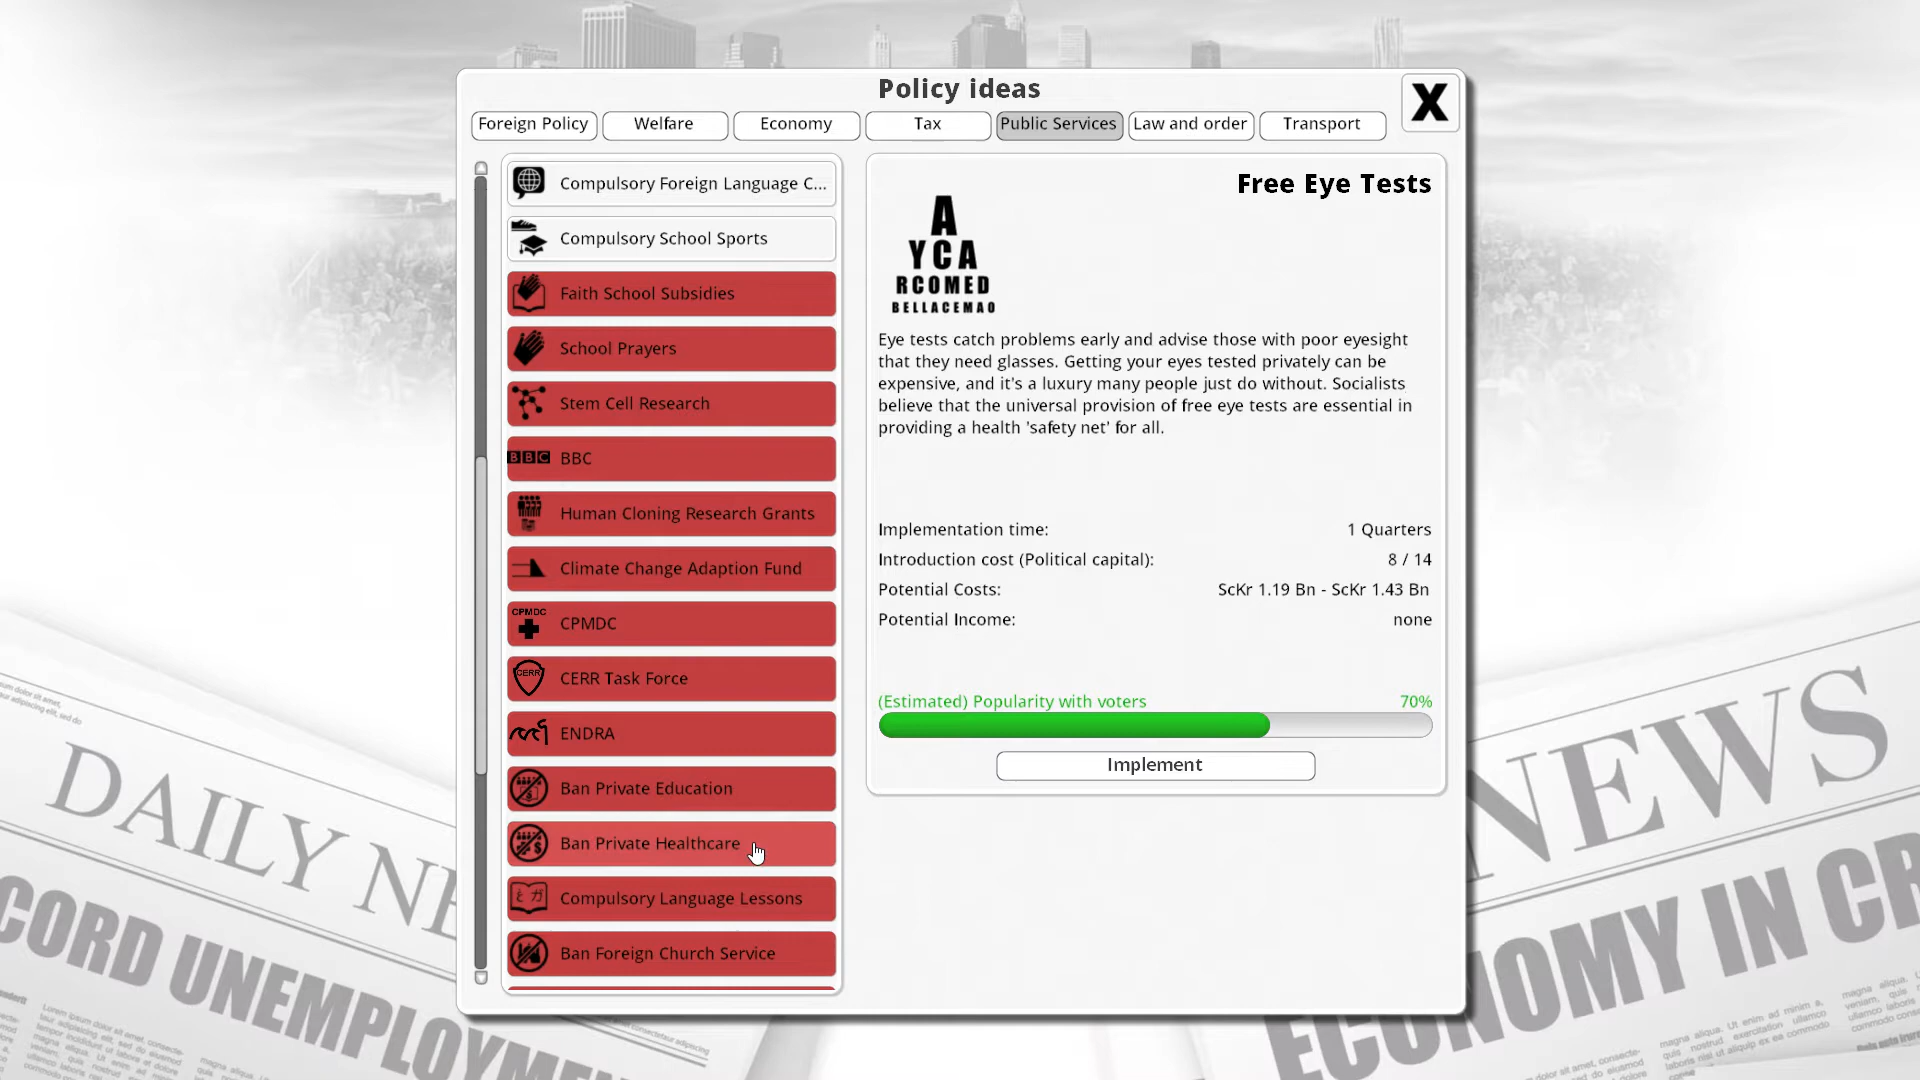 Policy ideas
X
Foreign Policy
Welfare
Economy
Tax
Public Services
Law and order
Transport
Compulsory Foreign Language C...
Compulsory School Sports
Faith School Subsidies
School Prayers
Stem Cell Research
BBC
BBC
Human Cloning Research Grants
Climate Change Adaption Fund
CPMDC
CPMDC
CERR
CERR Task Force
ENDRA
Ban Private Education
Ban Private Healthcare
Compulsory Language Lessons
Ban Foreign Church Service
Free Eye Tests
A
YCA
RCOMED
BELLACEMAO
Eye tests catch problems early and advise those with poor eyesight
that they need glasses. Getting your eyes tested privately can be
expensive, and it's a luxury many people just do without. Socialists
believe that the universal provision of free eye tests are essential in
providing a health 'safety net' for all.
Implementation time: 1 Quarters
Introduction cost (Political capital): 8 / 14
Potential Costs: ScKr 1.19 Bn - ScKr 1.43 Bn
Potential Income: none
(Estimated) Popularity with voters 70%
Implement
DAILY NE
CORD UNEMPLOYME
NEWS
ECONOMY IN CR